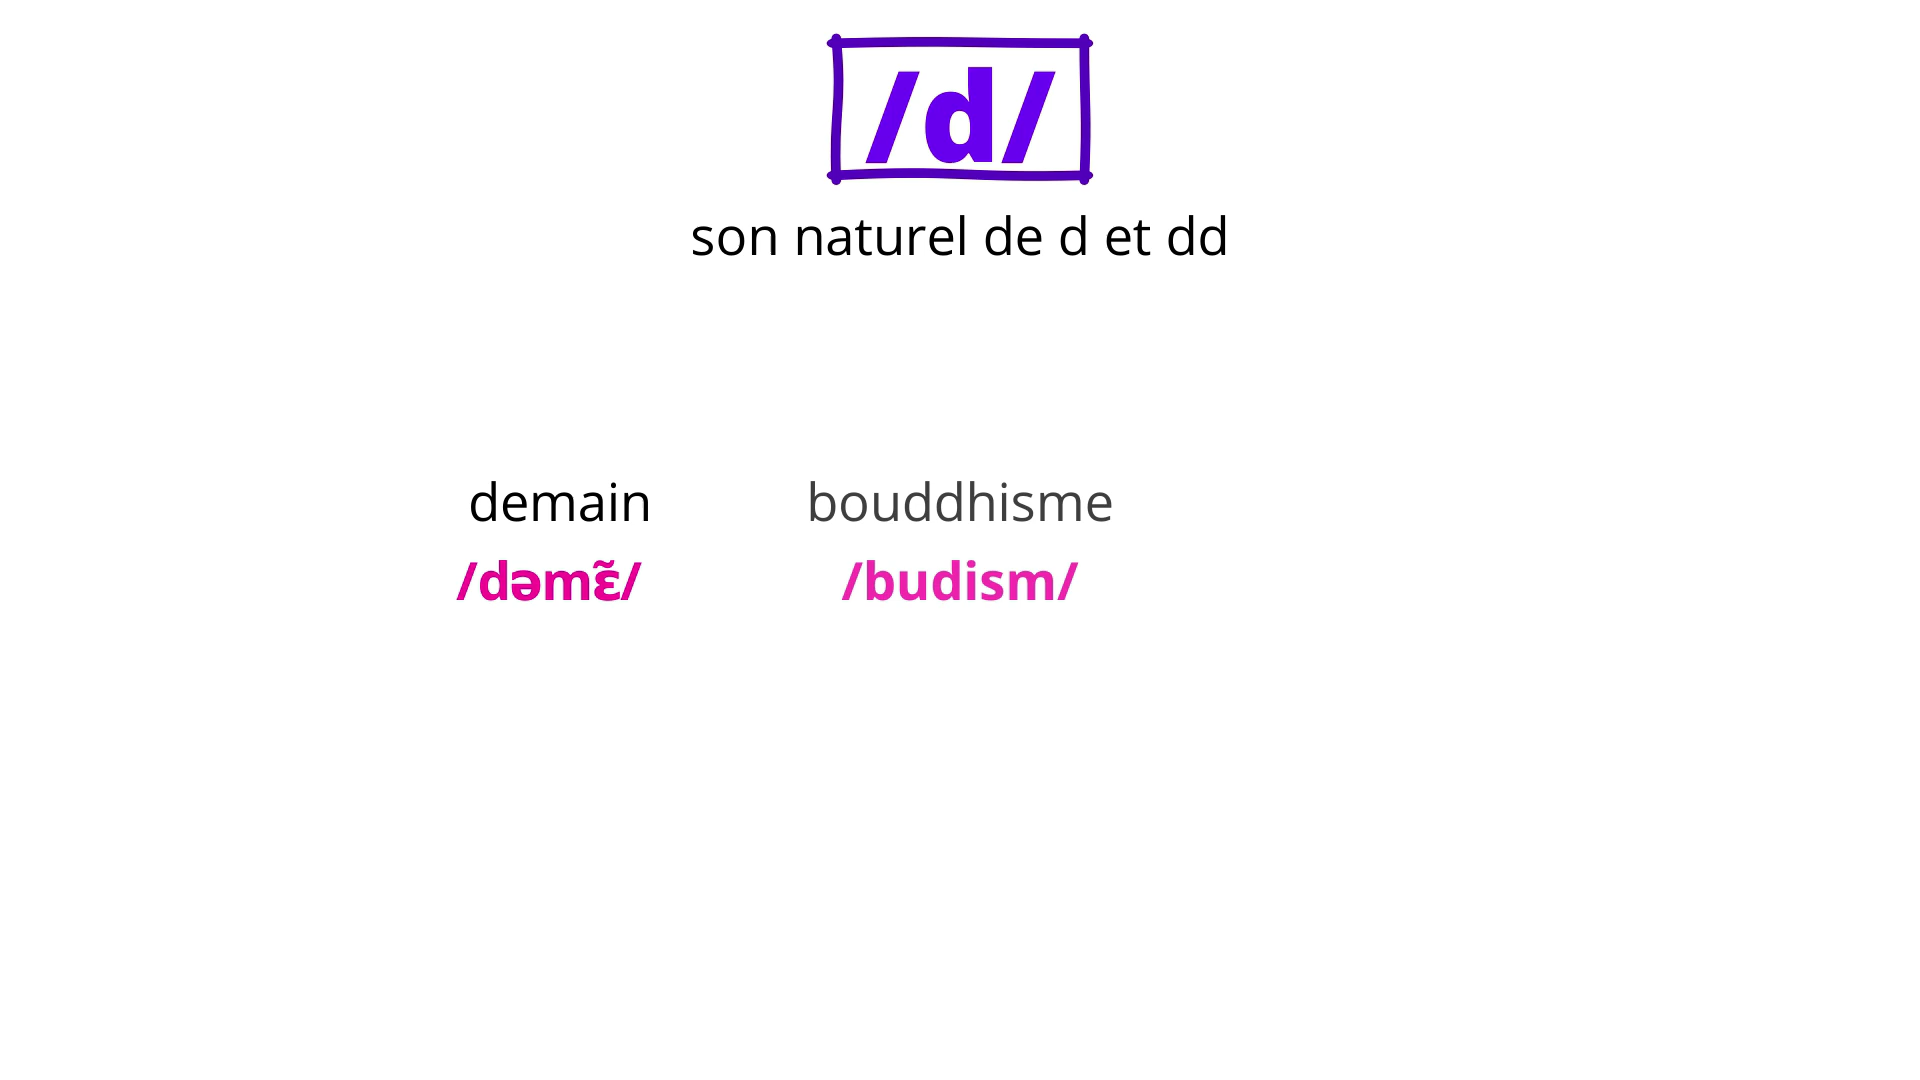 /d/
son naturel de d et dd
demain
bouddhisme
/dəmɛ̃/
/budism/